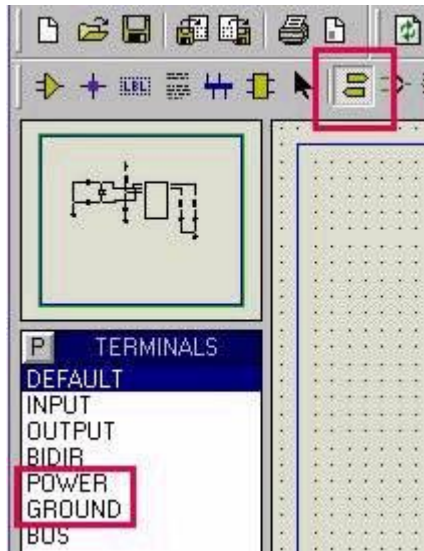 LBL
P TERMINALS
DEFAULT
INPUT
OUTPUT
BIDIR
POWER
GROUND
BUS